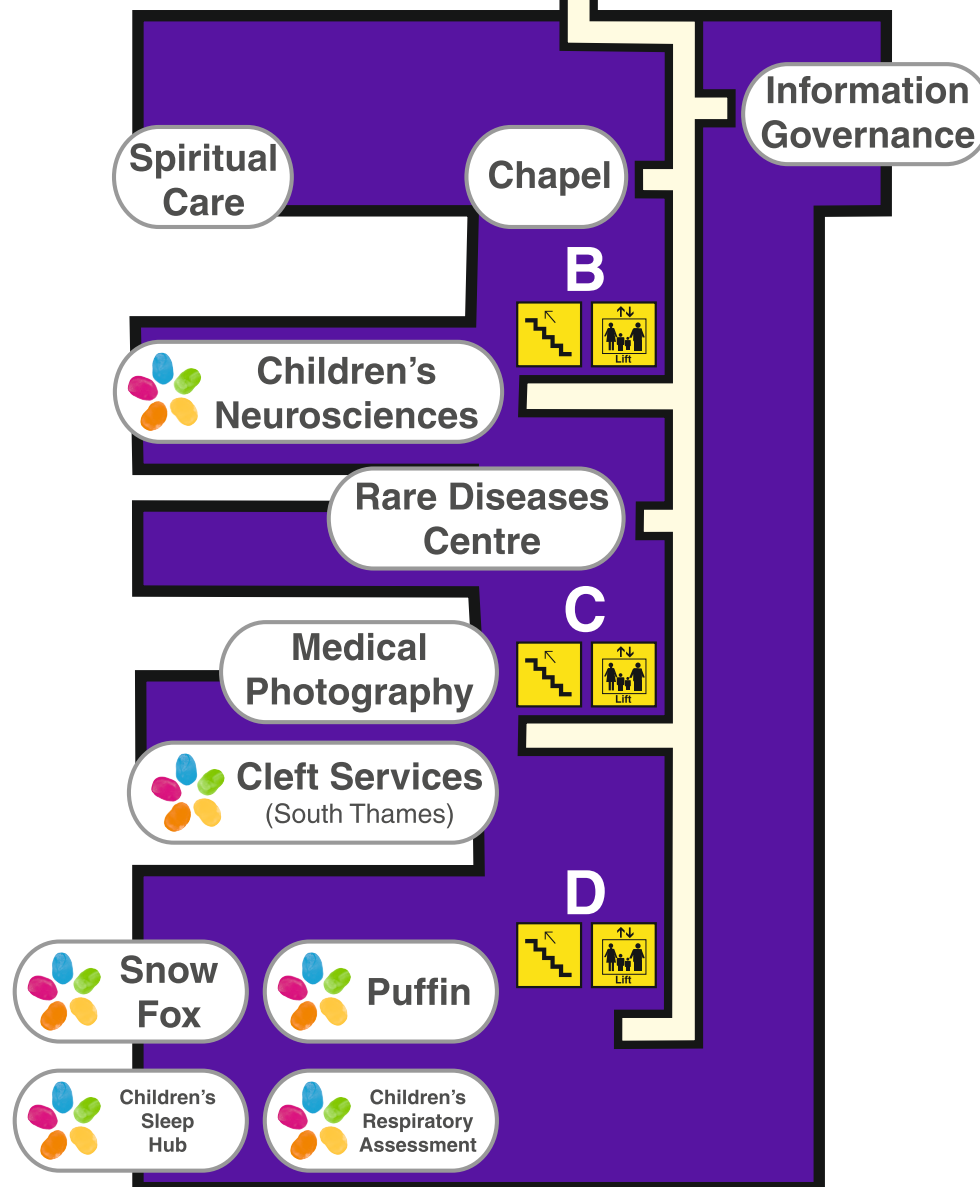 Information
Governance
Spiritual
Care
Chapel
B
Lift
Children’s
Neurosciences
Rare Diseases
Centre
C
Lift
Medical
Photography
Cleft Services
(South Thames)
D
Lift
Snow
Fox
Puffin
Children’s
Sleep
Hub
Children’s
Respiratory
Assessment